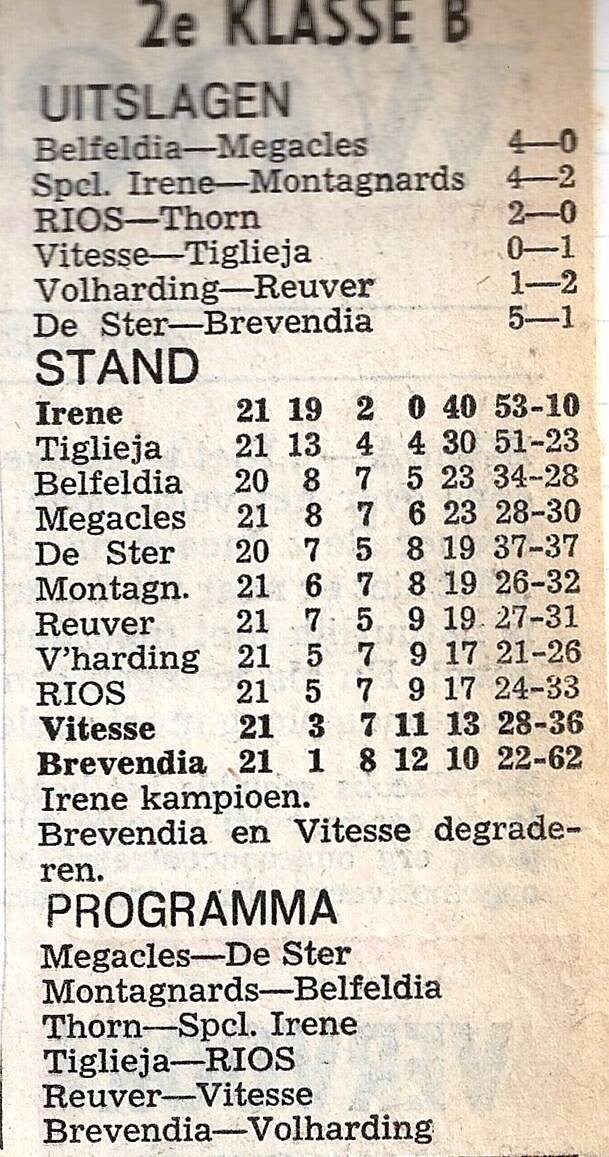 2e KLASSE B
UITSLAGEN
Belfeldia—Megacles 4—0
Spcl. Irene—Montagnards 4—2
RIOS—Thorn 2—0
Vitesse—Tiglieja 0—1
Volharding—Reuver 1—2
De Ster—Brevendia 5—1
STAND
Irene 21 19 2 0 40 53-10
Tiglieja 21 13 4 4 30 51-23
Belfeldia 20 8 7 5 23 34-28
Megacles 21 8 7 6 23 28-30
De Ster 20 7 5 8 19 37-37
Montagn. 21 6 7 8 19 26-32
Reuver 21 7 5 9 19 27-31
V'harding 21 5 7 9 17 21-26
RIOS 21 5 7 9 17 24-33
Vitesse 21 3 7 11 13 28-36
Brevendia 21 1 8 12 10 22-62
Irene kampioen.
Brevendia en Vitesse degrade-
ren.
PROGRAMMA
Megacles—De Ster
Montagnards—Belfeldia
Thorn—Spcl. Irene
Tiglieja—RIOS
Reuver—Vitesse
Brevendia—Volharding